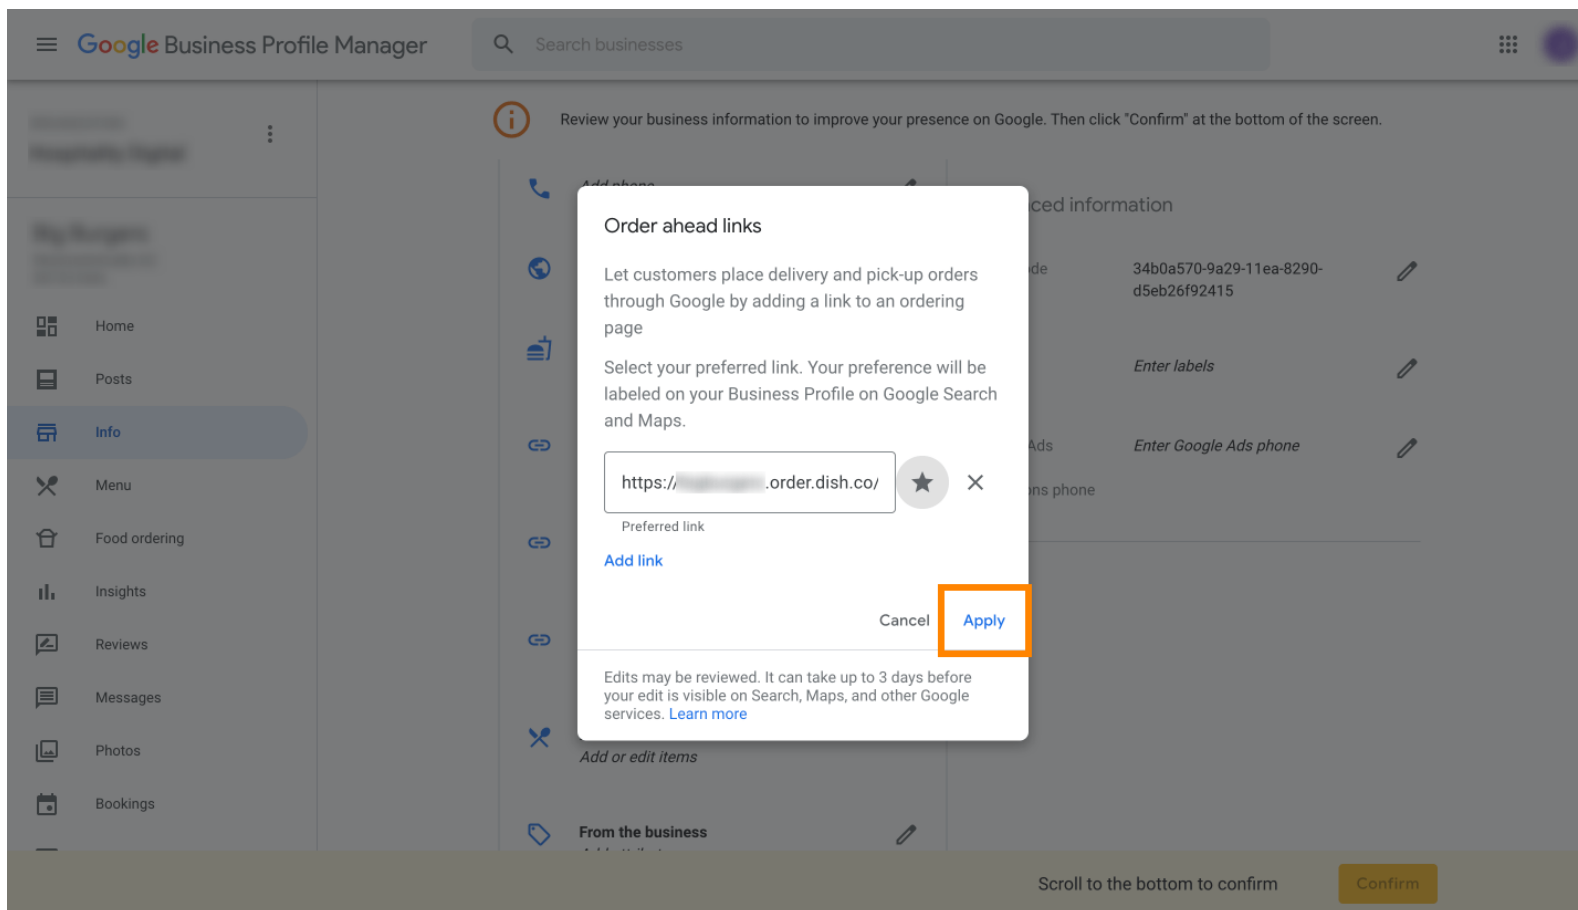 Google Business Profile Manager
Search businesses
Review your business information to improve your presence on Google. Then click "Confirm" at the bottom of the screen.
Home
Posts
Info
Menu
Food ordering
Insights
Reviews
Messages
Photos
Bookings
Add phone
Order ahead links
Let customers place delivery and pick-up orders
through Google by adding a link to an ordering
page
Select your preferred link. Your preference will be
labeled on your Business Profile on Google Search
and Maps.
https:// .order.dish.co/
Preferred link
Add link
Cancel
Apply
Edits may be reviewed. It can take up to 3 days before
your edit is visible on Search, Maps, and other Google
services. Learn more
Add or edit items
From the business
information
34b0a570-9a29-11ea-8290-
d5eb26f92415
Enter labels
Ads
Enter Google Ads phone
phone
Scroll to the bottom to confirm
Confirm